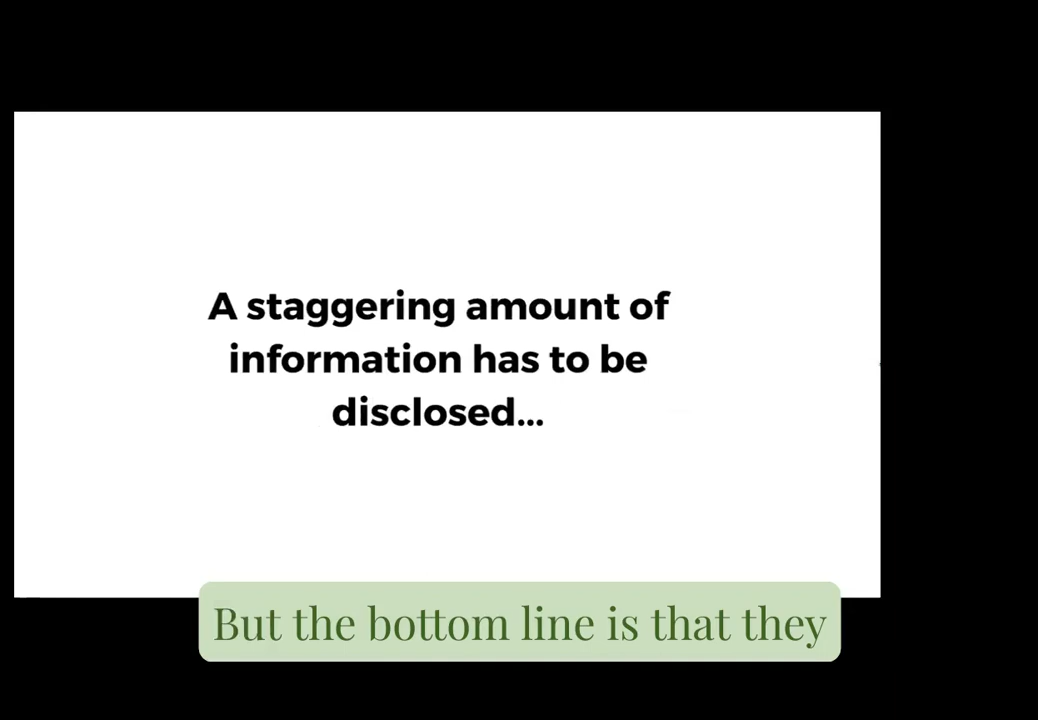 A staggering amount of
information has to be
disclosed...
But the bottom line is that they